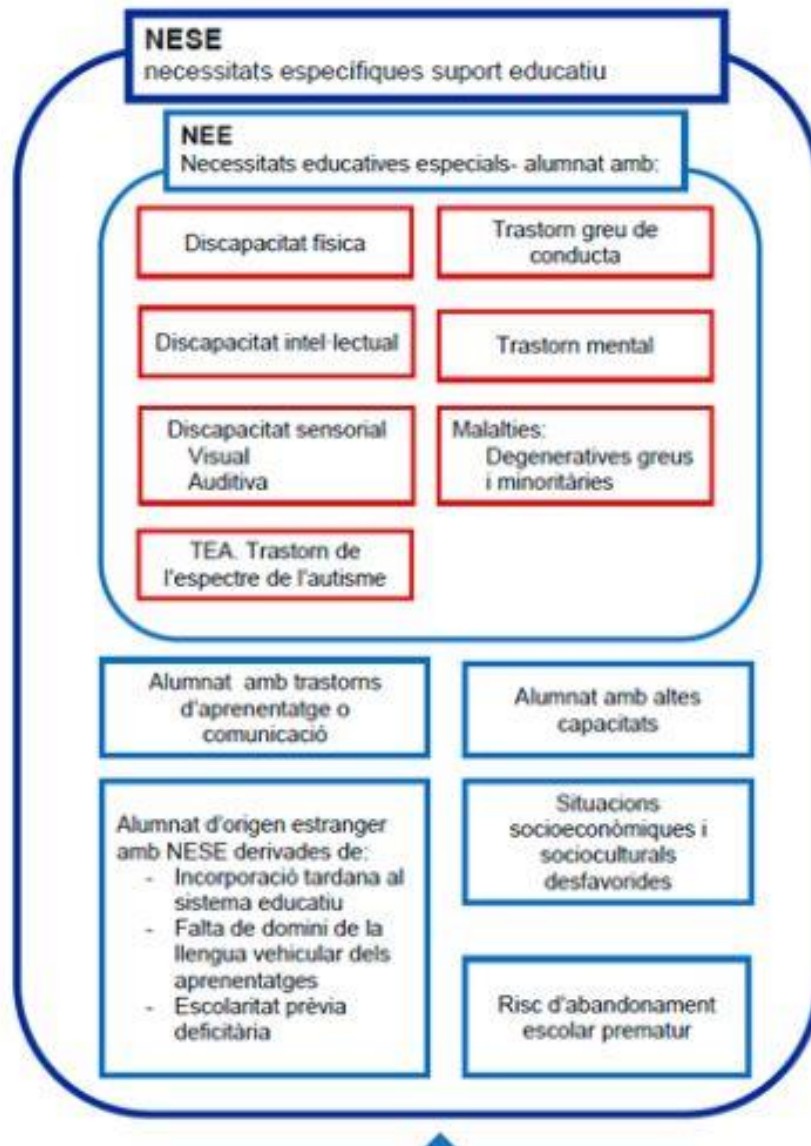 NESE
necessitats específiques suport educatiu
NEE
Necessitats educatives especials- alumnat amb:
Discapacitat física
Trastorn greu de
conducta
Discapacitat intel·lectual
Trastorn mental
Discapacitat sensorial
Visual
Auditiva
Malalties:
Degeneratives greus
i minoritàries
TEA. Trastorn de
l'espectre de l'autisme
Alumnat amb trastorns
d'aprenentatge o
comunicació
Alumnat amb altes
capacitats
Alumnat d'origen estranger
amb NESE derivades de:
- Incorporació tardana al
sistema educatiu
- Falta de domini de la
llengua vehicular dels
aprenentatges
- Escolaritat prèvia
deficitària
Situacions
socioeconòmiques i
socioculturals
desfavorides
Risc d'abandonament
escolar prematur